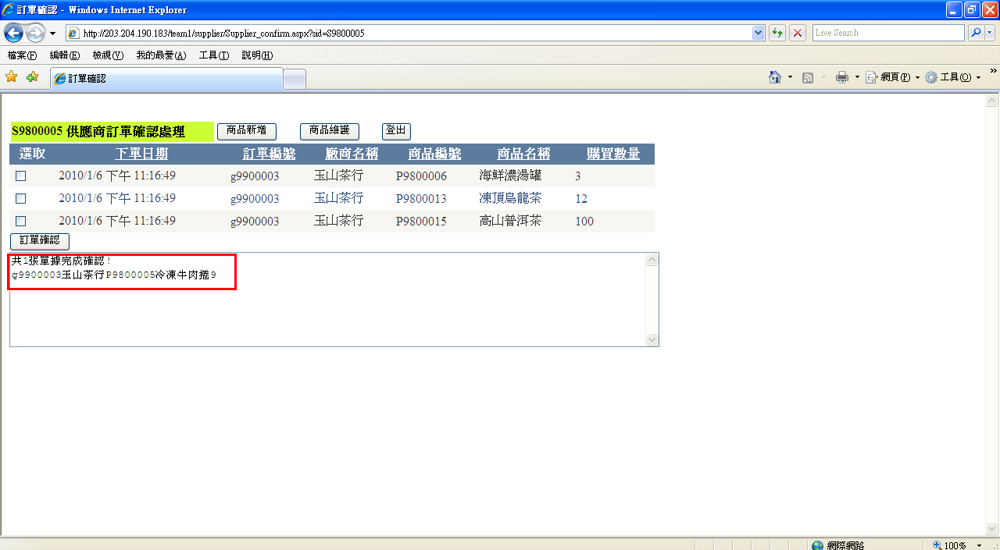 訂單確認 - Windows Internet Explorer
http://203.204.190.183/team1/supplier/Supplier_confirm.aspx?sid=S9800005
Live Search
檔案(F) 編輯(E) 檢視(V) 我的最愛(A) 工具(T) 說明(H)
訂單確認
網頁(P) 工具(O)
S9800005 供應商訂單確認處理 商品新增 商品維護 登出
選取 下單日期 訂單編號 廠商名稱 商品編號 商品名稱 購買數量
2010/1/6 下午 11:16:49 g9900003 玉山茶行 P9800006 海鮮濃湯罐 3
2010/1/6 下午 11:16:49 g9900003 玉山茶行 P9800013 凍頂烏龍茶 12
2010/1/6 下午 11:16:49 g9900003 玉山茶行 P9800015 高山普洱茶 100
訂單確認
共1張單據完成確認！
g9900003玉山茶行P9800005冷凍牛肉捲9
網際網路 100%